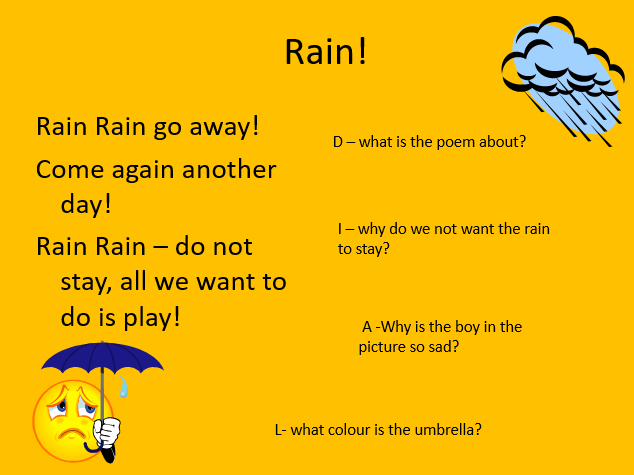 Rain!
Rain Rain go away!
Come again another
day!
Rain Rain – do not
stay, all we want to
do is play!
D – what is the poem about?
I – why do we not want the rain
to stay?
A -Why is the boy in the
picture so sad?
L- what colour is the umbrella?